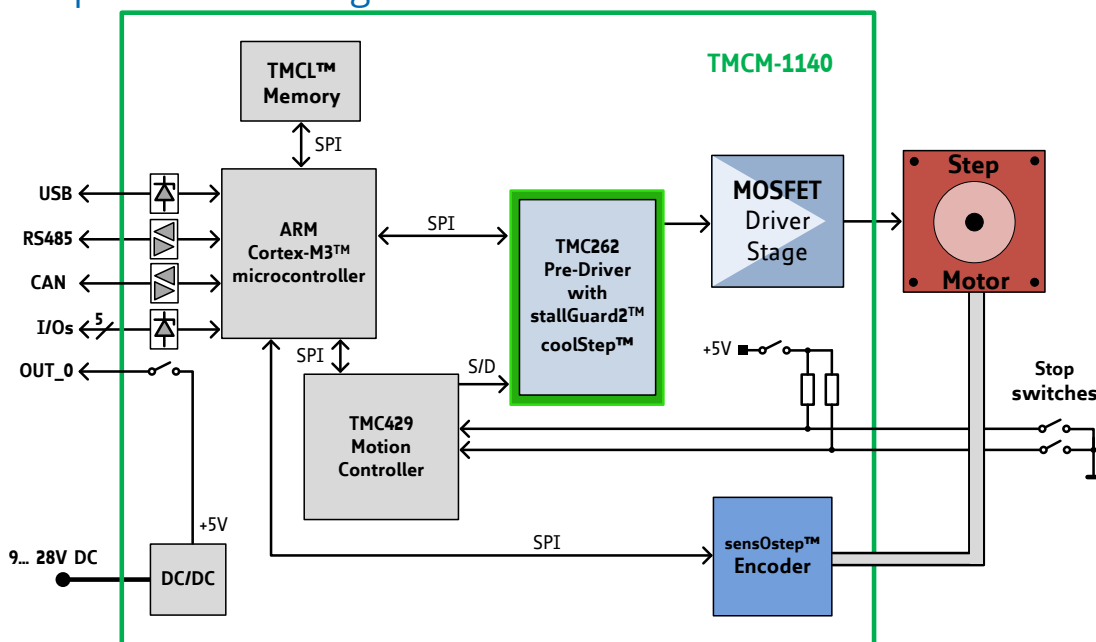 TMCM-1140
TMCL™
Memory
SPI
USB
RS485
CAN
I/Os
5
OUT_0
ARM
Cortex-M3™
microcontroller
SPI
TMC262
Pre-Driver
with
stallGuard2™
coolStep™
MOSFET
Driver
Stage
Step
Motor
SPI
S/D
TMC429
Motion
Controller
+5V
Stop
switches
+5V
9... 28V DC
DC/DC
SPI
sensOstep™
Encoder